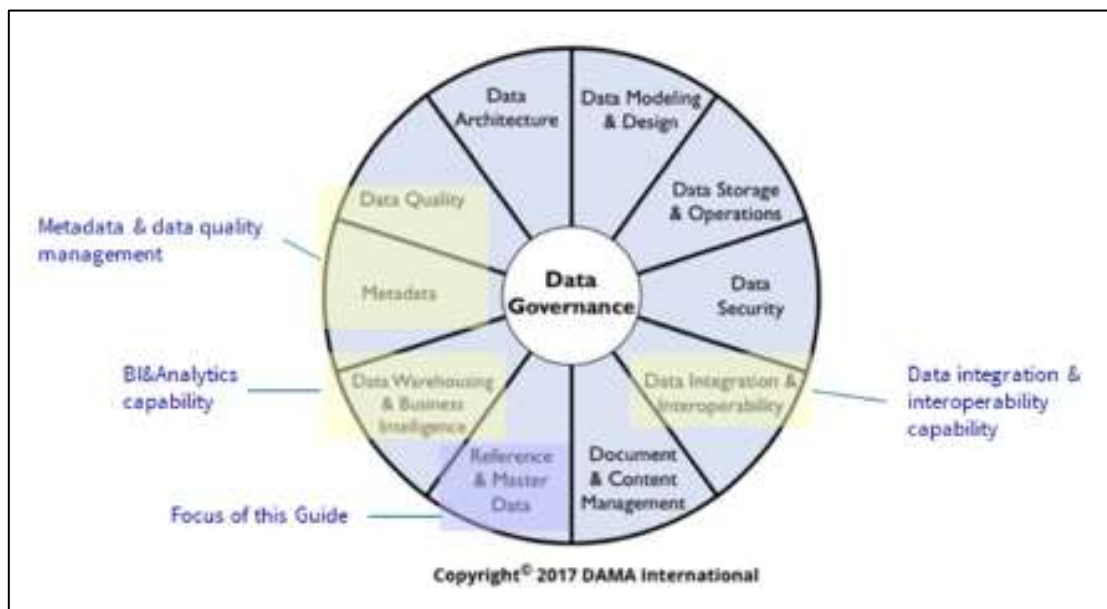 Data
Architecture
Data Modeling
& Design
Data Quality
Data Storage
& Operations
Metadata & data quality
management
Metadata
Data
Governance
Data
Security
BI&Analytics
capability
Data Warehousing
& Business
Intelligence
Data Integration &
Interoperability
Data integration &
interoperability
capability
Reference
& Master
Data
Document
& Content
Management
Focus of this Guide
Copyright© 2017 DAMA International